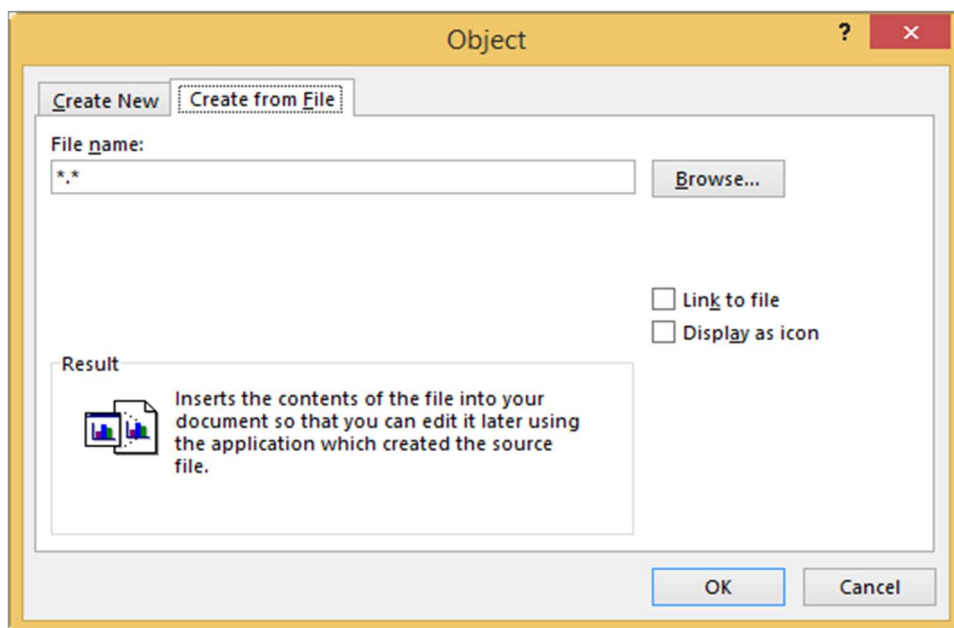 Object
?
Create New
Create from File
File name:
*.*
Browse...
Link to file
Display as icon
Result
Inserts the contents of the file into your
document so that you can edit it later using
the application which created the source
file.
OK
Cancel